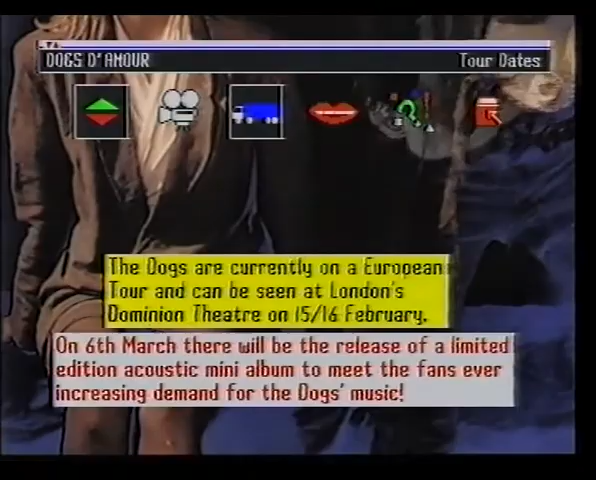 DOGS D'AMOUR
Tour Dates
The Dogs are currently on a European
Tour and can be seen at London's
Dominion Theatre on 15/16 February.
On 6th March there will be the release of a limited
edition acoustic mini album to meet the fans ever
increasing demand for the Dogs' music!